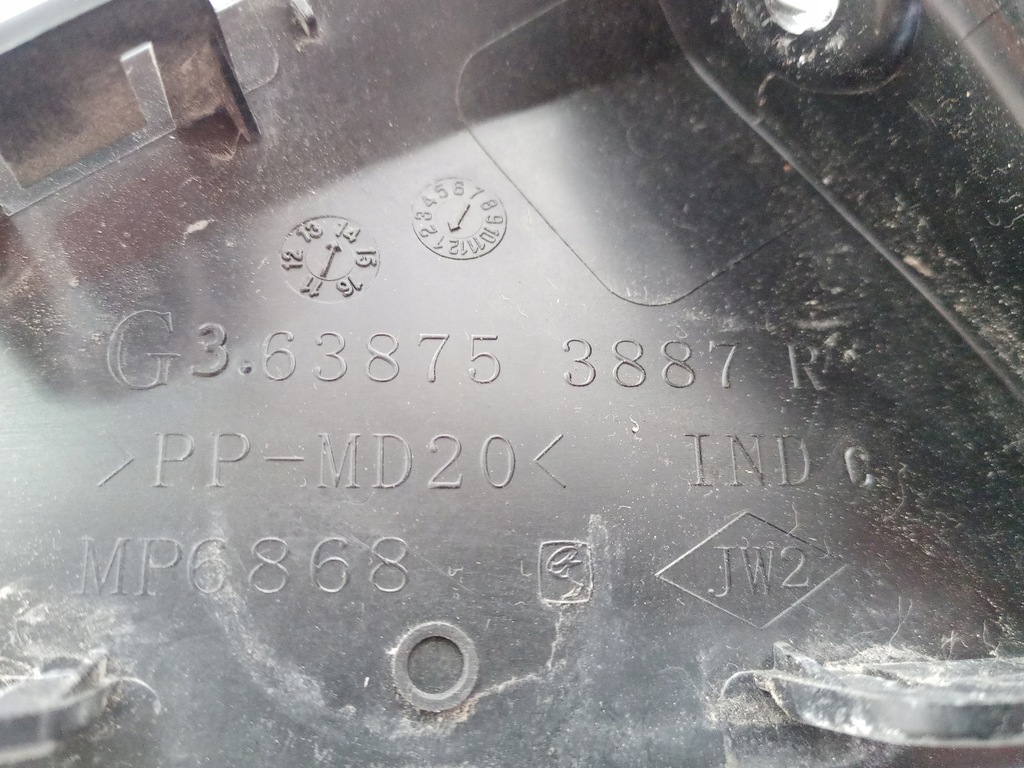 11 12 13 14 15 16
1 2 3 4 5 6 7 8 9 10 11 12
G3.63875 3887 R
>PP-MD20< IND G
MP6868 JW2